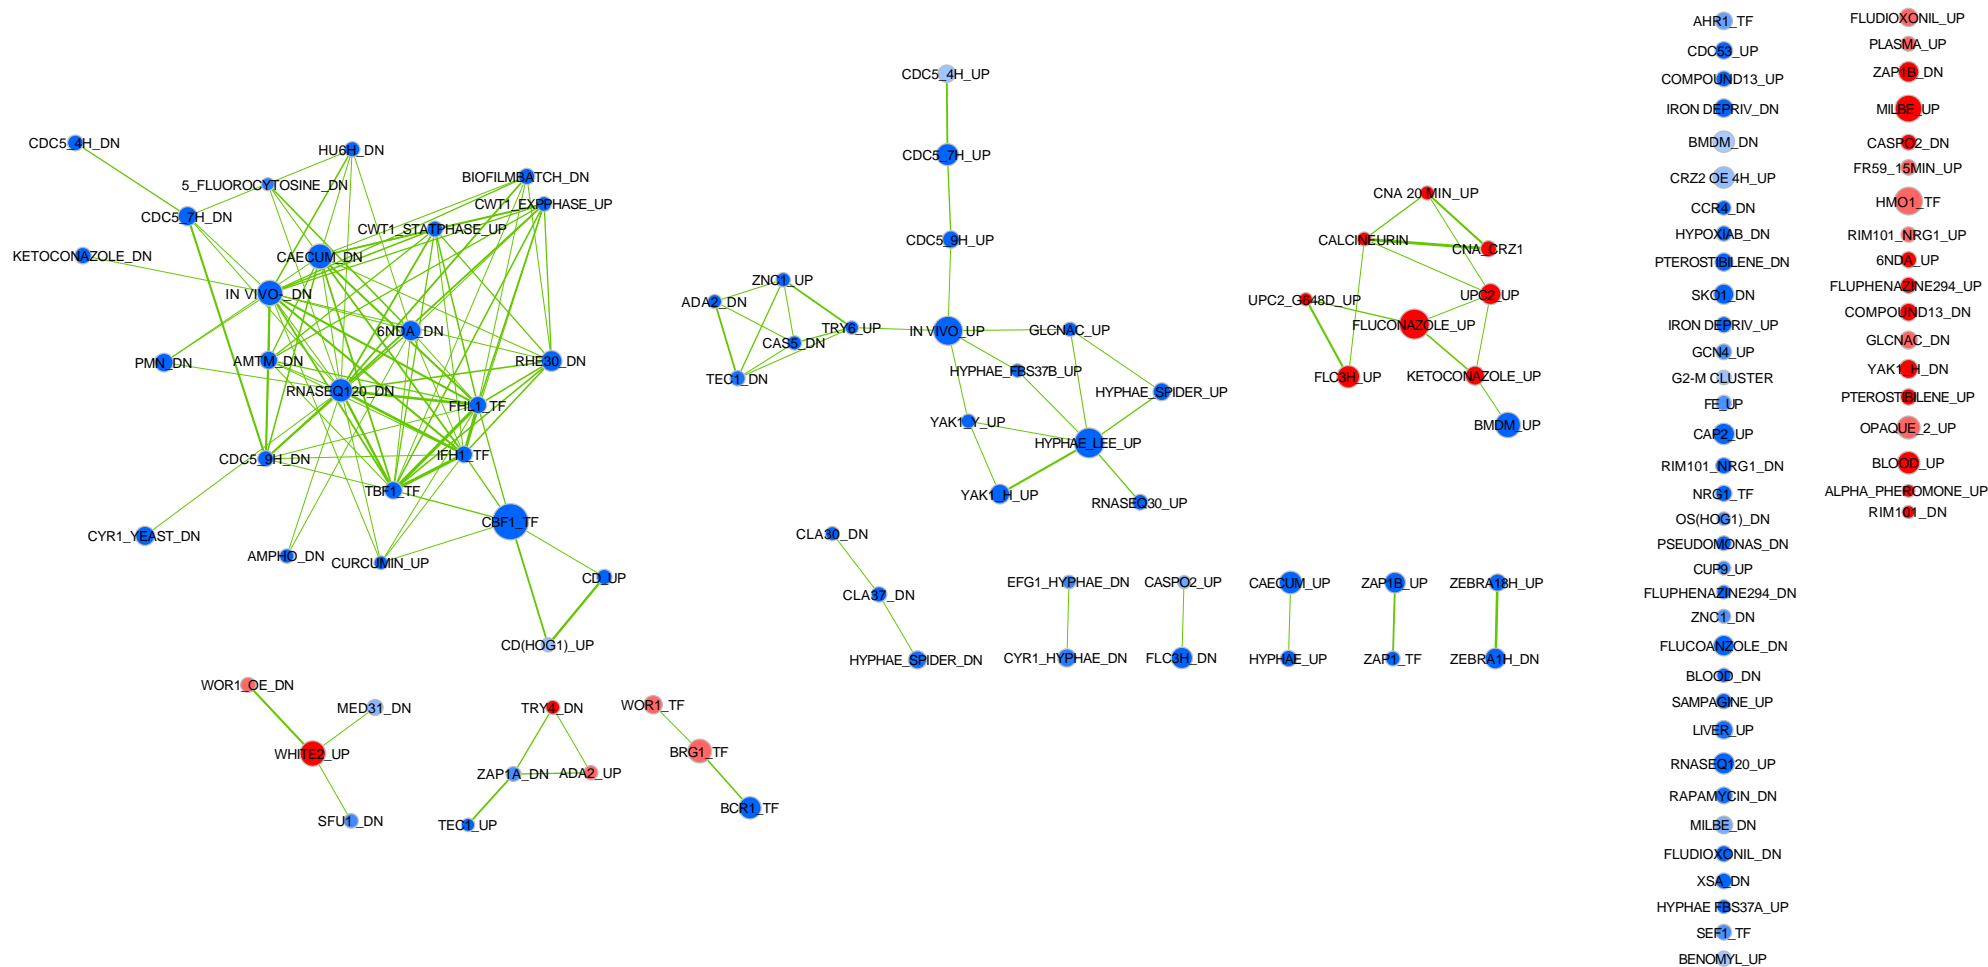 CDC5_4H_DN
HU6H_DN
5_FLUOROCYTOSINE_DN
BIOFILMBATCH_DN
CDC5_7H_DN
CWT1_EXPPHASE_UP
CWT1_STATPHASE_UP
KETOCONAZOLE_DN
CAECUM_DN
IN VIVO-_DN
6NDA_DN
PMN_DN
AMTM_DN
RHE30_DN
RNASEQ120_DN
FHL1_TF
CDC5_9H_DN
IFH1_TF
TBF1_TF
CBF1_TF
CYR1_YEAST_DN
AMPHO_DN
CURCUMIN_UP
CD_UP
CD(HOG1)_UP
CDC5_4H_UP
CDC5_7H_UP
CDC5_9H_UP
ZNC1_UP
ADA2_DN
TRY6_UP
CAS5_DN
TEC1_DN
IN VIVO_UP
GLCNAC_UP
HYPHAE_FBS37B_UP
HYPHAE_SPIDER_UP
YAK1_Y_UP
HYPHAE_LEE_UP
YAK1_H_UP
RNASEQ30_UP
CNA 20 MIN_UP
CALCINEURIN
CNA_CRZ1
UPC2_G648D_UP
UPC2_UP
FLUCONAZOLE_UP
FLC3H_UP
KETOCONAZOLE_UP
BMDM_UP
CLA30_DN
CLA37_DN
HYPHAE_SPIDER_DN
EFG1_HYPHAE_DN
CYR1_HYPHAE_DN
CASPO2_UP
FLC3H_DN
CAECUM_UP
HYPHAE_UP
ZAP1B_UP
ZAP1_TF
ZEBRA18H_UP
ZEBRA1H_DN
WOR1_OE_DN
MED31_DN
WHITE2_UP
SFU1_DN
TRY4_DN
ZAP1A_DN
ADA2_UP
TEC1_UP
WOR1_TF
BRG1_TF
BCR1_TF
AHR1_TF
CDC53_UP
COMPOUND13_UP
IRON DEPRIV_DN
BMDM_DN
CRZ2 OE 4H_UP
CCR4_DN
HYPOXIAB_DN
PTEROSTIBILENE_DN
SKO1_DN
IRON DEPRIV_UP
GCN4_UP
G2-M CLUSTER
FE_UP
CAP2_UP
RIM101_NRG1_DN
NRG1_TF
OS(HOG1)_DN
PSEUDOMONAS_DN
CUP9_UP
FLUPHENAZINE294_DN
ZNC1_DN
FLUCOANZOLE_DN
BLOOD_DN
SAMPAGINE_UP
LIVER_UP
RNASEQ120_UP
RAPAMYCIN_DN
MILBE_DN
FLUDIOXONIL_DN
XSA_DN
HYPHAE FBS37A_UP
SEF1_TF
BENOMYL_UP
FLUDIOXONIL_UP
PLASMA_UP
ZAP1B_DN
MILBE_UP
CASPO2_DN
FR59_15MIN_UP
HMO1_TF
RIM101_NRG1_UP
6NDA_UP
FLUPHENAZINE294_UP
COMPOUND13_DN
GLCNAC_DN
YAK1_H_DN
PTEROSTIBILENE_UP
OPAQUE_2_UP
BLOOD_UP
ALPHA_PHEROMONE_UP
RIM101_DN